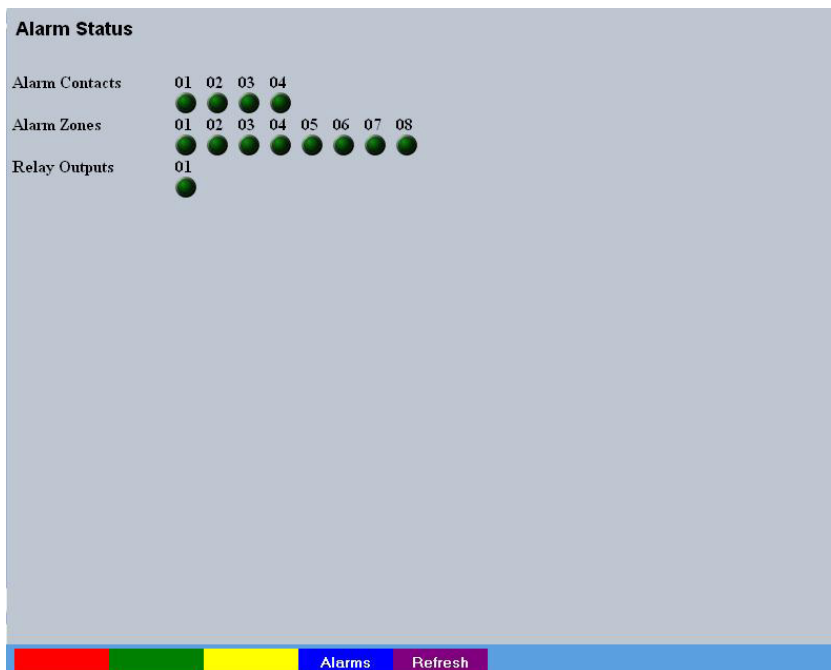 Alarm Status
Alarm Contacts 01 02 03 04
Alarm Zones 01 02 03 04 05 06 07 08
Relay Outputs 01
Alarms Refresh